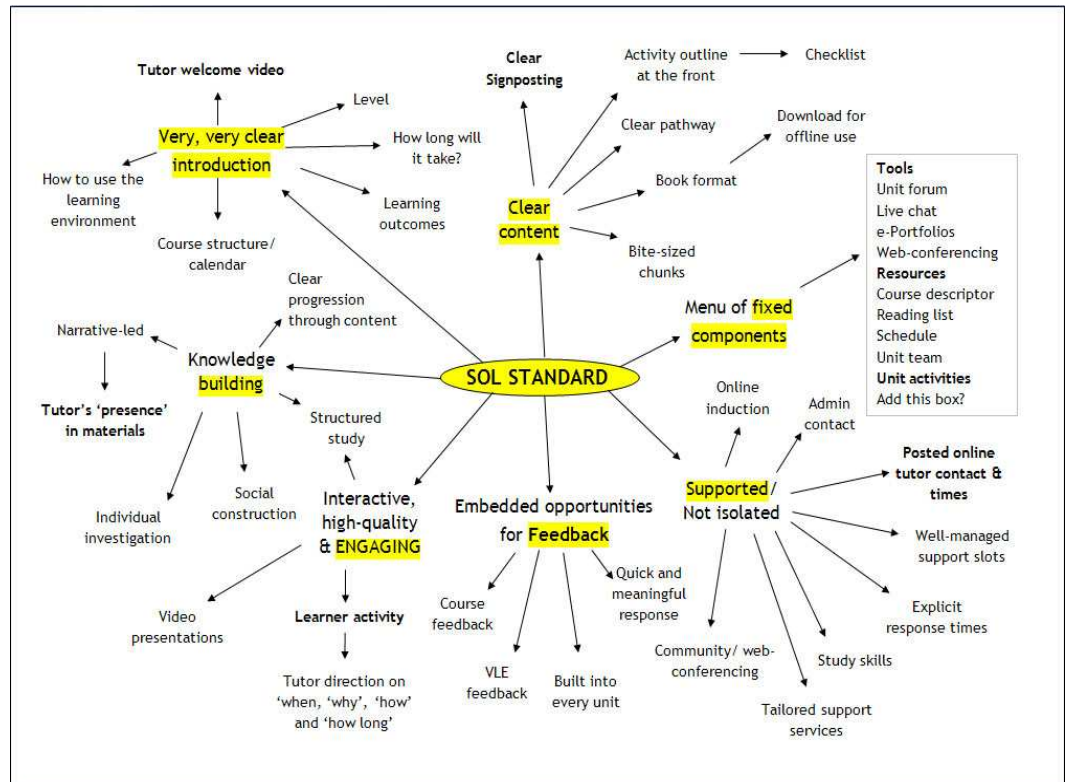 SOL STANDARD
Very, very clear
introduction
Tutor welcome video
Level
How long will
it take?
Learning
outcomes
Course structure/
calendar
How to use the
learning
environment
Clear
content
Clear
Signposting
Activity outline
at the front
Checklist
Clear pathway
Book format
Download for
offline use
Bite-sized
chunks
Menu of fixed
components
Tools
Unit forum
Live chat
e-Portfolios
Web-conferencing
Resources
Course descriptor
Reading list
Schedule
Unit team
Unit activities
Add this box?
Knowledge
building
Clear
progression
through content
Narrative-led
Tutor's ‘presence’
in materials
Individual
investigation
Social
construction
Structured
study
Interactive,
high-quality
& ENGAGING
Video
presentations
Learner activity
Tutor direction on
‘when, ‘why’, ‘how’
and ‘how long’
Embedded opportunities
for Feedback
Course
feedback
VLE
feedback
Built into
every unit
Quick and
meaningful
response
Supported/
Not isolated
Online
induction
Admin
contact
Posted online
tutor contact &
times
Well-managed
support slots
Explicit
response times
Study skills
Tailored support
services
Community/ web-
conferencing